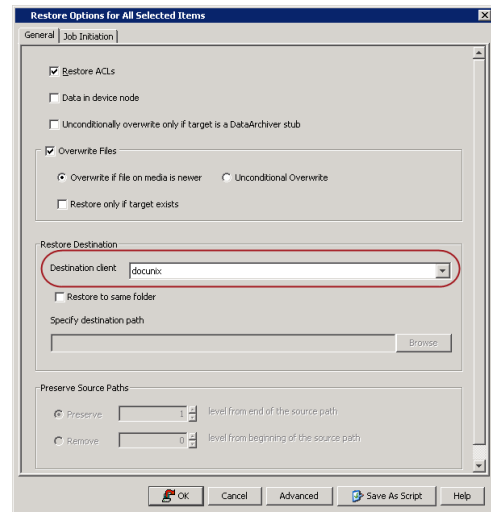 Restore Options for All Selected Items
General Job Initiation
Restore ACLs
Data in device node
Unconditionally overwrite only if target is a DataArchiver stub
Overwrite Files
Overwrite if file on media is newer Unconditional Overwrite
Restore only if target exists
Restore Destination
Destination client docunix
Restore to same folder
Specify destination path
Browse
Preserve Source Paths
Preserve 1 level from end of the source path
Remove 0 level from beginning of the source path
OK Cancel Advanced Save As Script Help